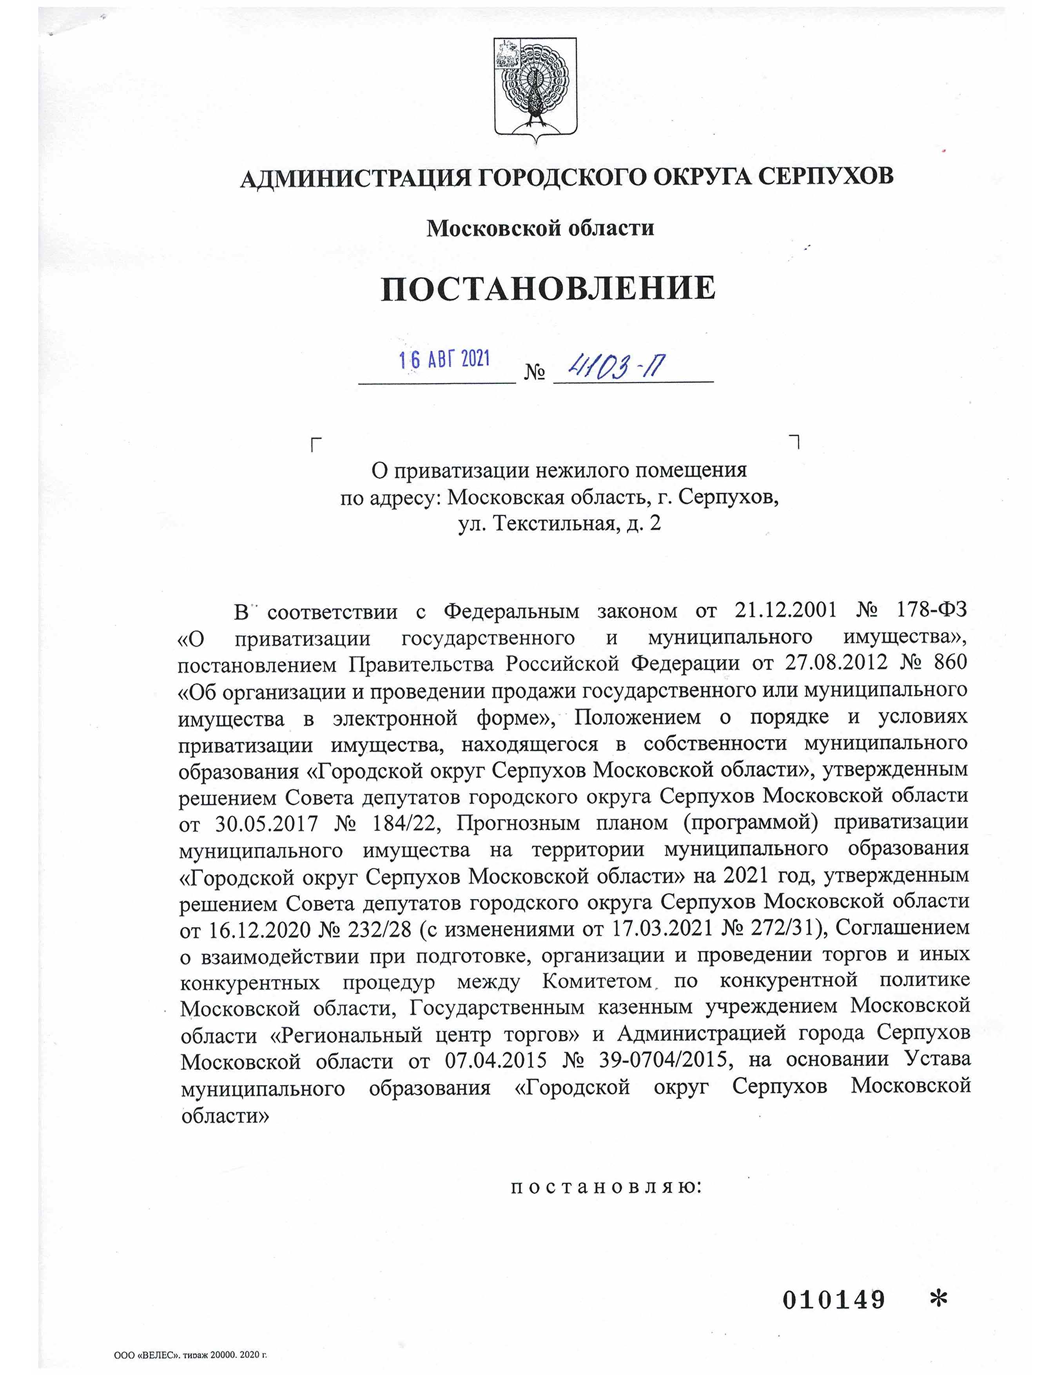 АДМИНИСТРАЦИЯ ГОРОДСКОГО ОКРУГА СЕРПУХОВ
Московской области
ПОСТАНОВЛЕНИЕ
16 АВГ 2021 № 4103-П
О приватизации нежилого помещения
по адресу: Московская область, г. Серпухов,
ул. Текстильная, д. 2
В соответствии с Федеральным законом от 21.12.2001 № 178-ФЗ
«О приватизации государственного и муниципального имущества»,
постановлением Правительства Российской Федерации от 27.08.2012 № 860
«Об организации и проведении продажи государственного или муниципального
имущества в электронной форме», Положением о порядке и условиях
приватизации имущества, находящегося в собственности муниципального
образования «Городской округ Серпухов Московской области», утвержденным
решением Совета депутатов городского округа Серпухов Московской области
от 30.05.2017 № 184/22, Прогнозным планом (программой) приватизации
муниципального имущества на территории муниципального образования
«Городской округ Серпухов Московской области» на 2021 год, утвержденным
решением Совета депутатов городского округа Серпухов Московской области
от 16.12.2020 № 232/28 (с изменениями от 17.03.2021 № 272/31), Соглашением
о взаимодействии при подготовке, организации и проведении торгов и иных
конкурентных процедур между Комитетом по конкурентной политике
Московской области, Государственным казенным учреждением Московской
области «Региональный центр торгов» и Администрацией города Серпухов
Московской области от 07.04.2015 № 39-0704/2015, на основании Устава
муниципального образования «Городской округ Серпухов Московской
области»
п о с т а н о в л я ю:
010149 *
ООО «ВЕЛЕС». тираж 20000. 2020 г.